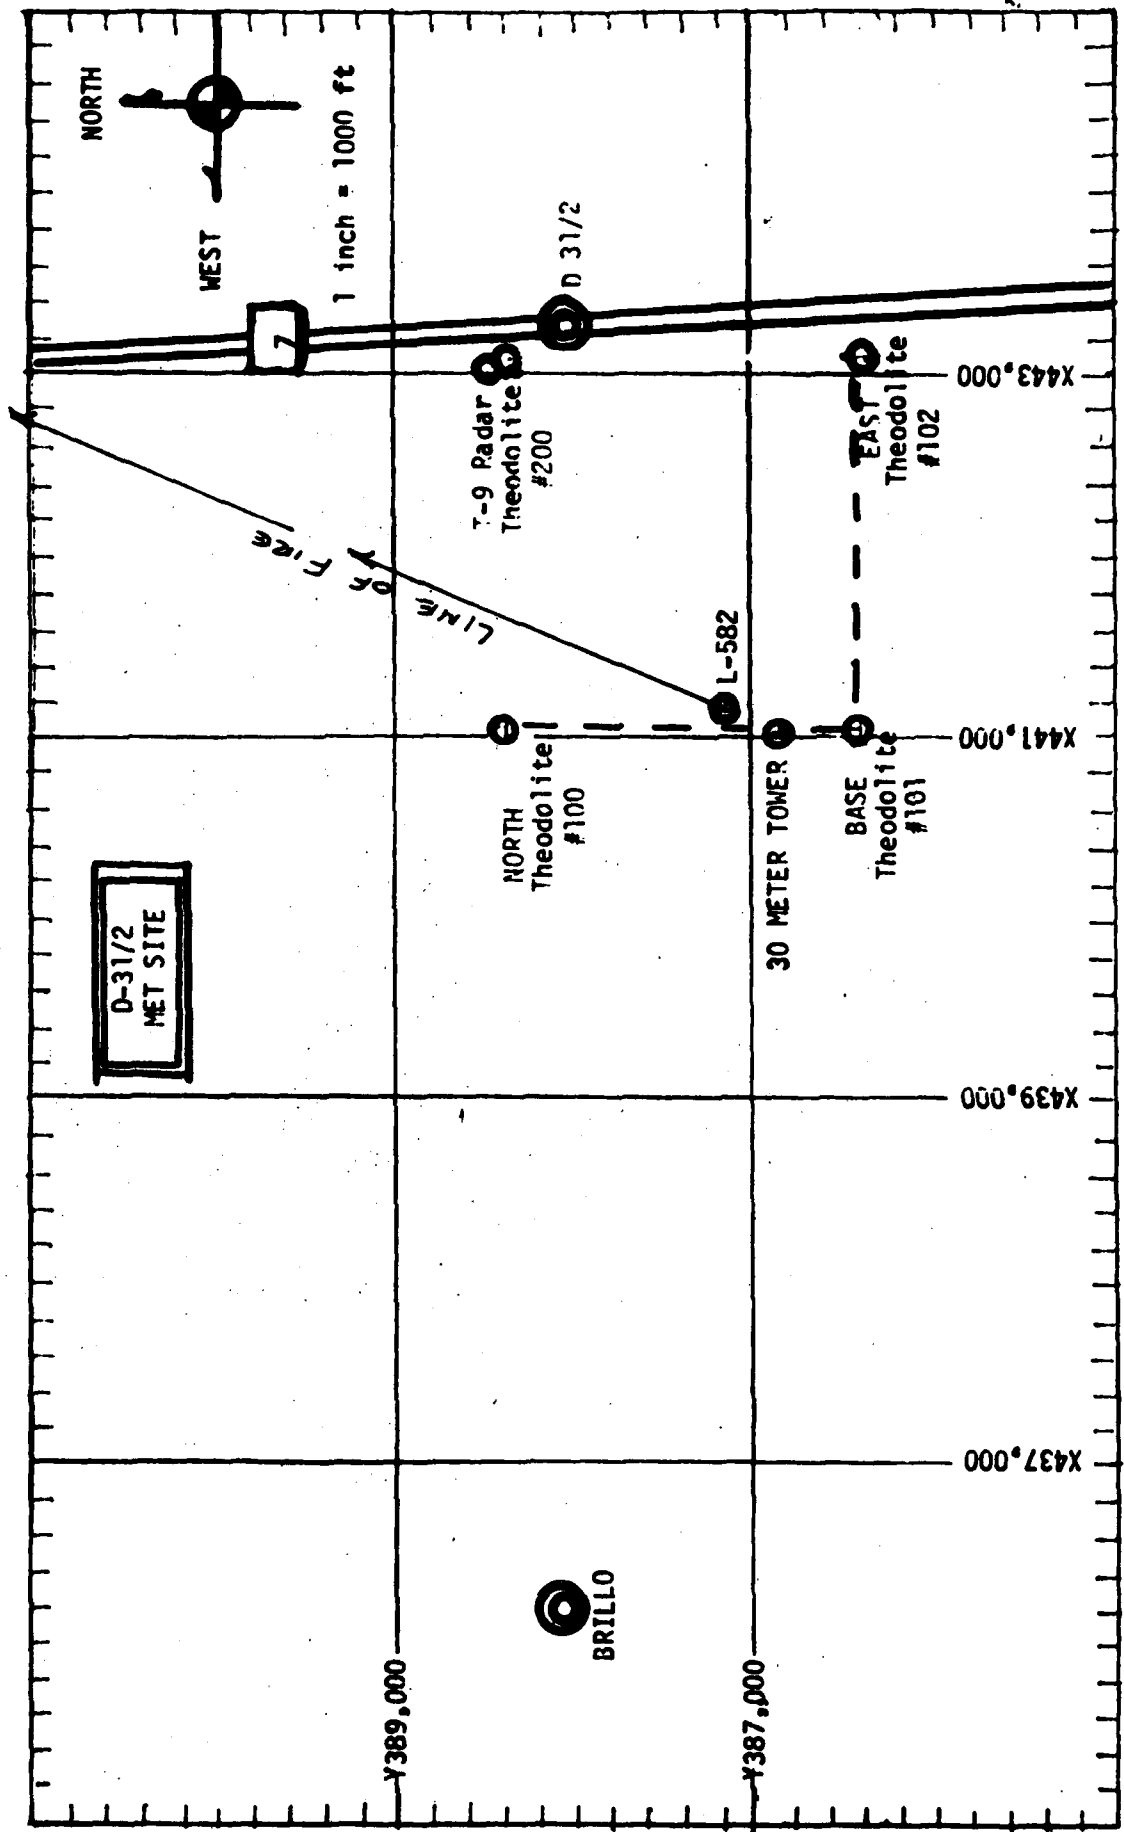 D-31/2
MET SITE
NORTH
WEST
1 inch = 1000 ft
7
LINE OF FIRE
T-9 Radar
Theodolite
#200
D 31/2
L-582
NORTH
Theodolite
#100
30 METER TOWER
BASE
Theodolite
#101
EAST
Theodolite
#102
BRILLO
Y389,000
Y387,000
X437,000
X439,000
X441,000
X443,000